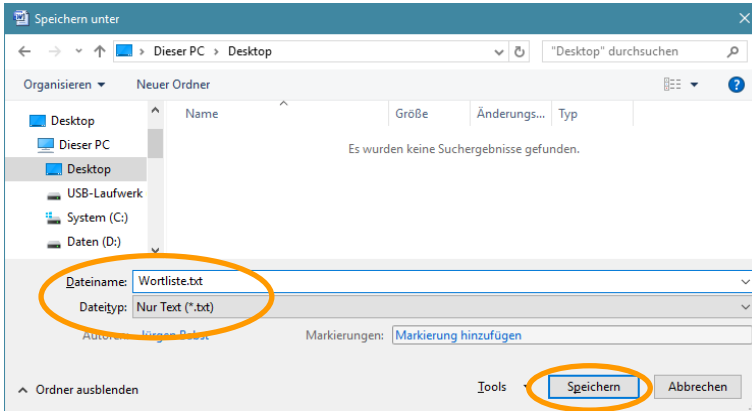 Speichern unter
Dieser PC > Desktop
"Desktop" durchsuchen
Organisieren
Neuer Ordner
Name
Größe
Änderungs...
Typ
Desktop
Dieser PC
Desktop
USB-Laufwerk
System (C:)
Daten (D:)
Es wurden keine Suchergebnisse gefunden.
Dateiname: Wortliste.txt
Dateityp: Nur Text (*.txt)
Autoren: Jürgen
Markierungen: Markierung hinzufügen
Ordner ausblenden
Tools
Speichern
Abbrechen